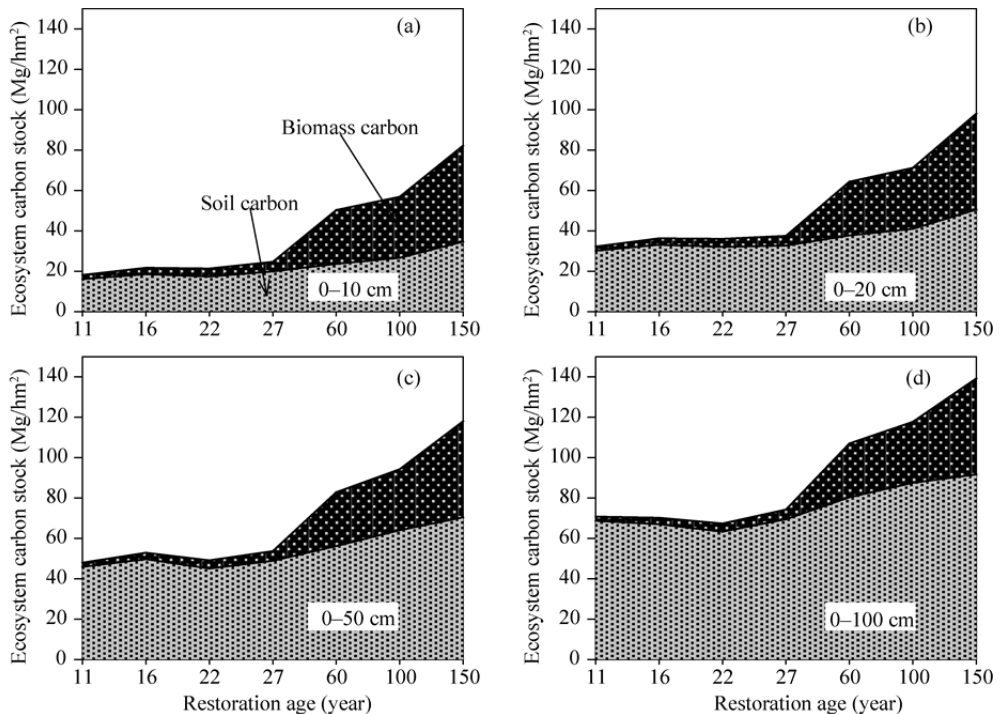 Ecosystem carbon stock (Mg/hm²)
140
120
100
80
60
40
20
0
(a)
Biomass carbon
Soil carbon
0–10 cm
11 16 22 27 60 100 150
Ecosystem carbon stock (Mg/hm²)
140
120
100
80
60
40
20
0
(b)
0–20 cm
11 16 22 27 60 100 150
Ecosystem carbon stock (Mg/hm²)
140
120
100
80
60
40
20
0
(c)
0–50 cm
11 16 22 27 60 100 150
Restoration age (year)
Ecosystem carbon stock (Mg/hm²)
140
120
100
80
60
40
20
0
(d)
0–100 cm
11 16 22 27 60 100 150
Restoration age (year)